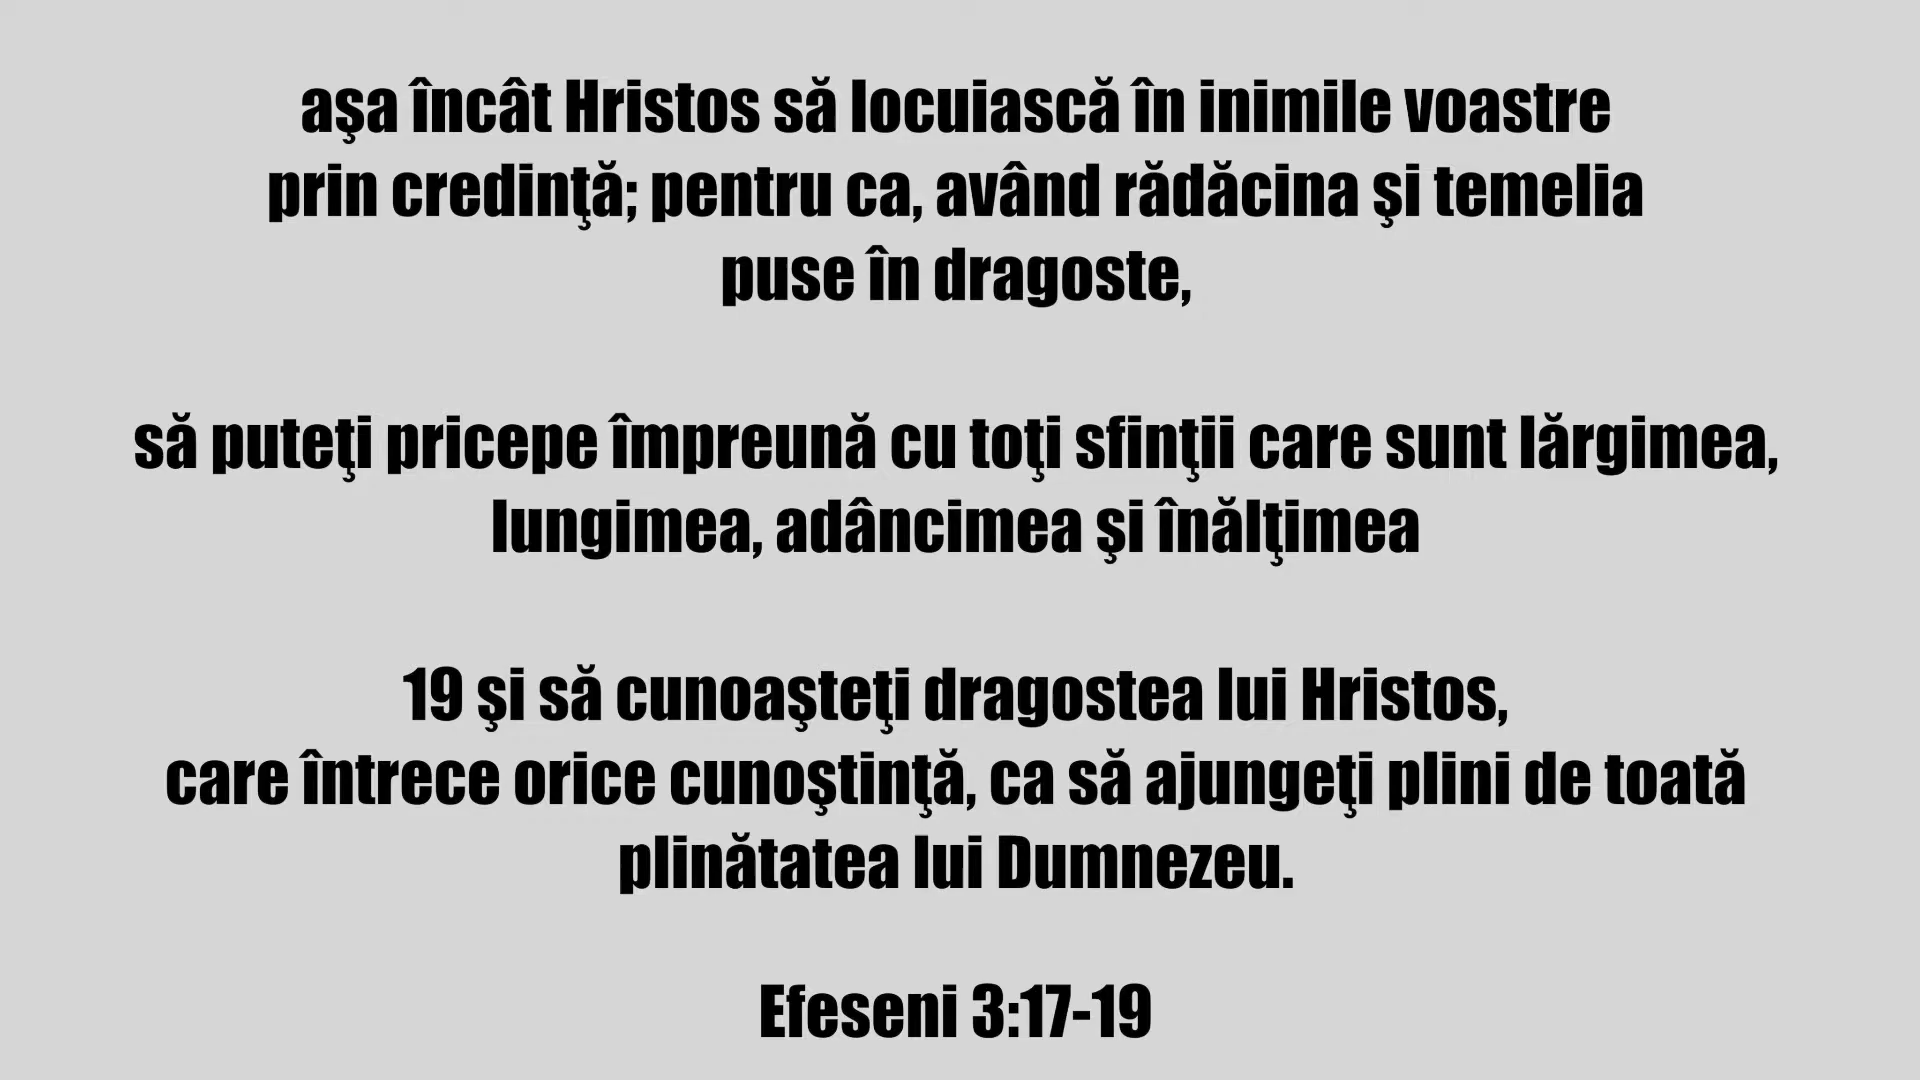 aşa încât Hristos să locuiască în inimile voastre
prin credinţă; pentru ca, având rădăcina şi temelia
puse în dragoste,
să puteţi pricepe împreună cu toţi sfinţii care sunt lărgimea,
lungimea, adâncimea şi înălţimea
19 şi să cunoaşteţi dragostea lui Hristos,
care întrece orice cunoştinţă, ca să ajungeţi plini de toată
plinătatea lui Dumnezeu.
Efeseni 3:17-19